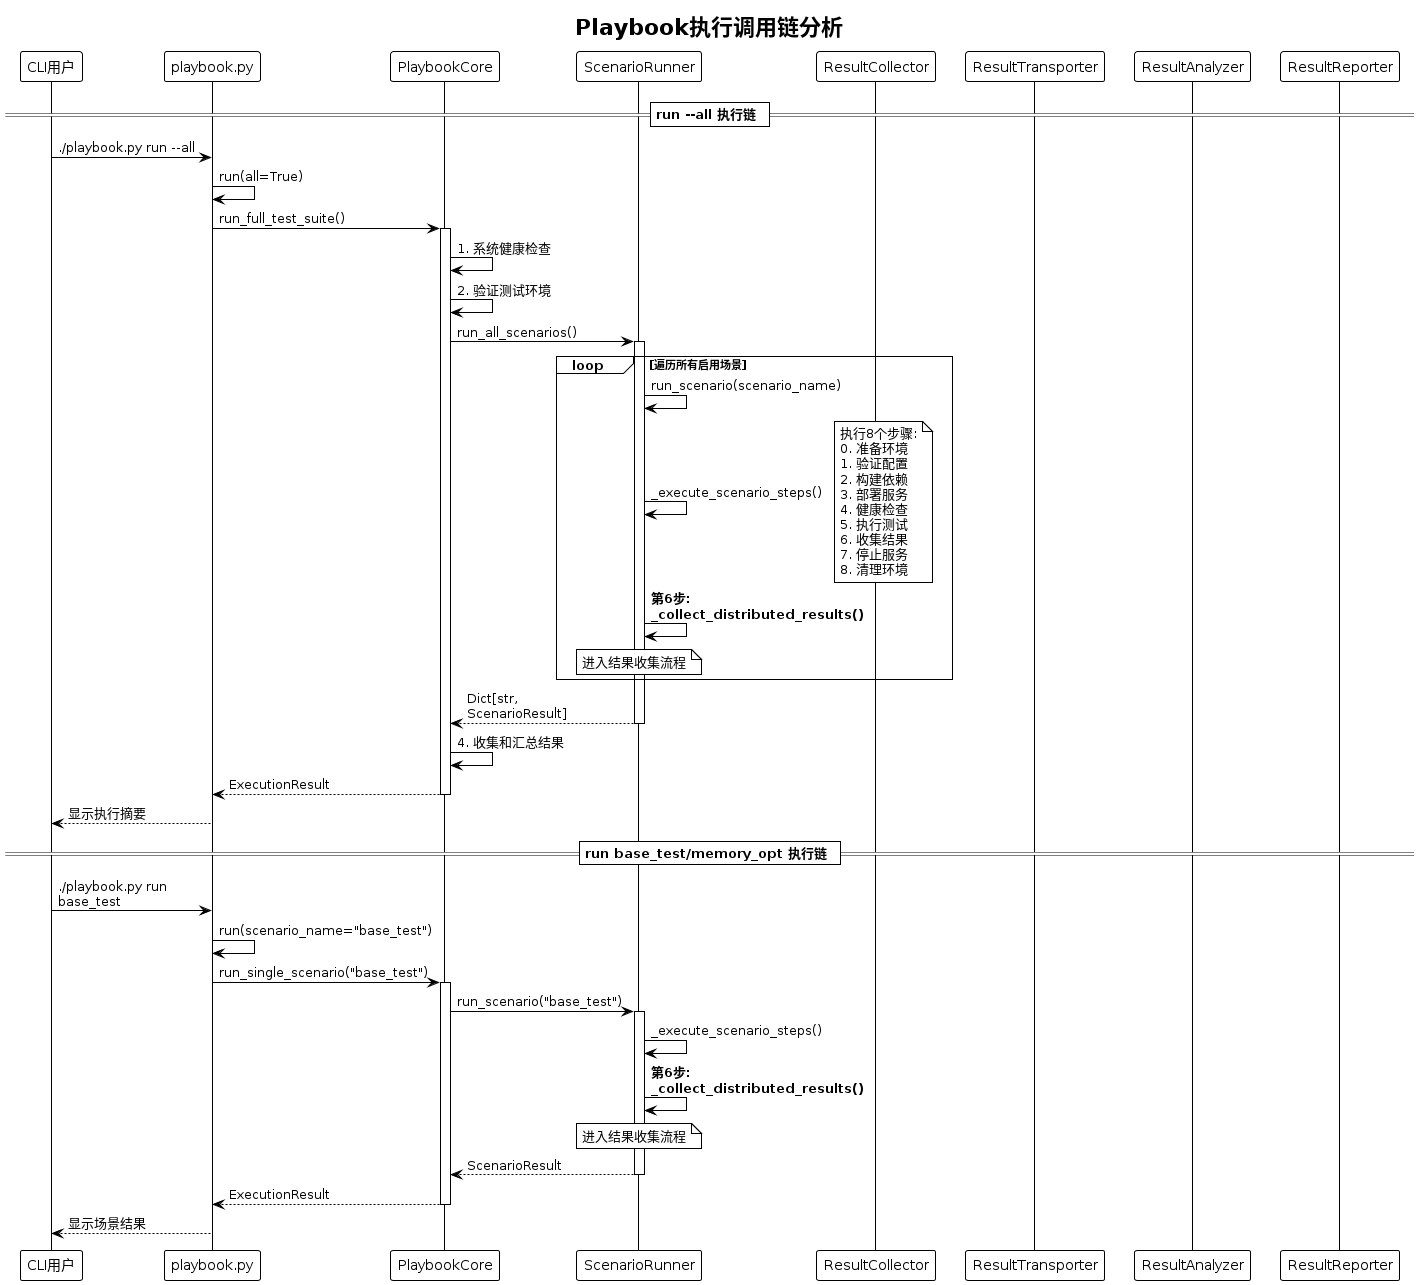 Playbook执行调用链分析
CLI用户
playbook.py
PlaybookCore
ScenarioRunner
ResultCollector
ResultTransporter
ResultAnalyzer
ResultReporter
run --all 执行链
./playbook.py run --all
run(all=True)
run_full_test_suite()
1. 系统健康检查
2. 验证测试环境
run_all_scenarios()
loop
[遍历所有启用场景]
run_scenario(scenario_name)
执行8个步骤:
0. 准备环境
1. 验证配置
2. 构建依赖
3. 部署服务
4. 健康检查
5. 执行测试
6. 收集结果
7. 停止服务
8. 清理环境
_execute_scenario_steps()
第6步:
_collect_distributed_results()
进入结果收集流程
Dict[str,
ScenarioResult]
4. 收集和汇总结果
ExecutionResult
显示执行摘要
run base_test/memory_opt 执行链
./playbook.py run
base_test
run(scenario_name="base_test")
run_single_scenario("base_test")
run_scenario("base_test")
_execute_scenario_steps()
第6步:
_collect_distributed_results()
进入结果收集流程
ScenarioResult
ExecutionResult
显示场景结果
CLI用户
playbook.py
PlaybookCore
ScenarioRunner
ResultCollector
ResultTransporter
ResultAnalyzer
ResultReporter